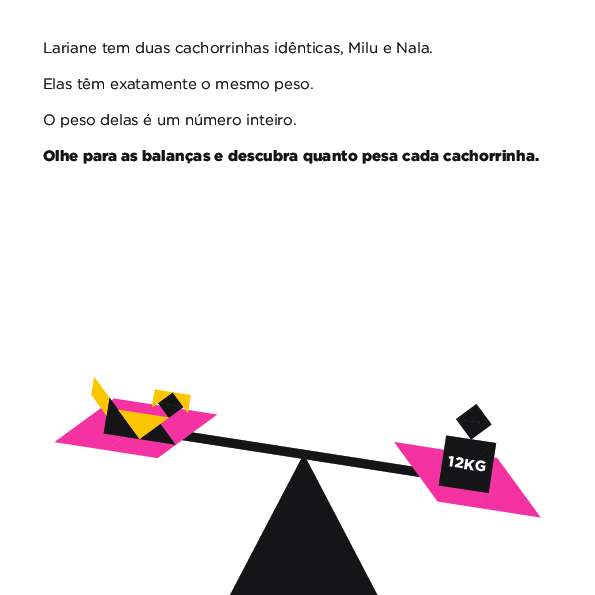 Lariane tem duas cachorrinhas idênticas, Milu e Nala.
Elas têm exatamente o mesmo peso.
O peso delas é um número inteiro.
Olhe para as balanças e descubra quanto pesa cada cachorrinha.
12KG